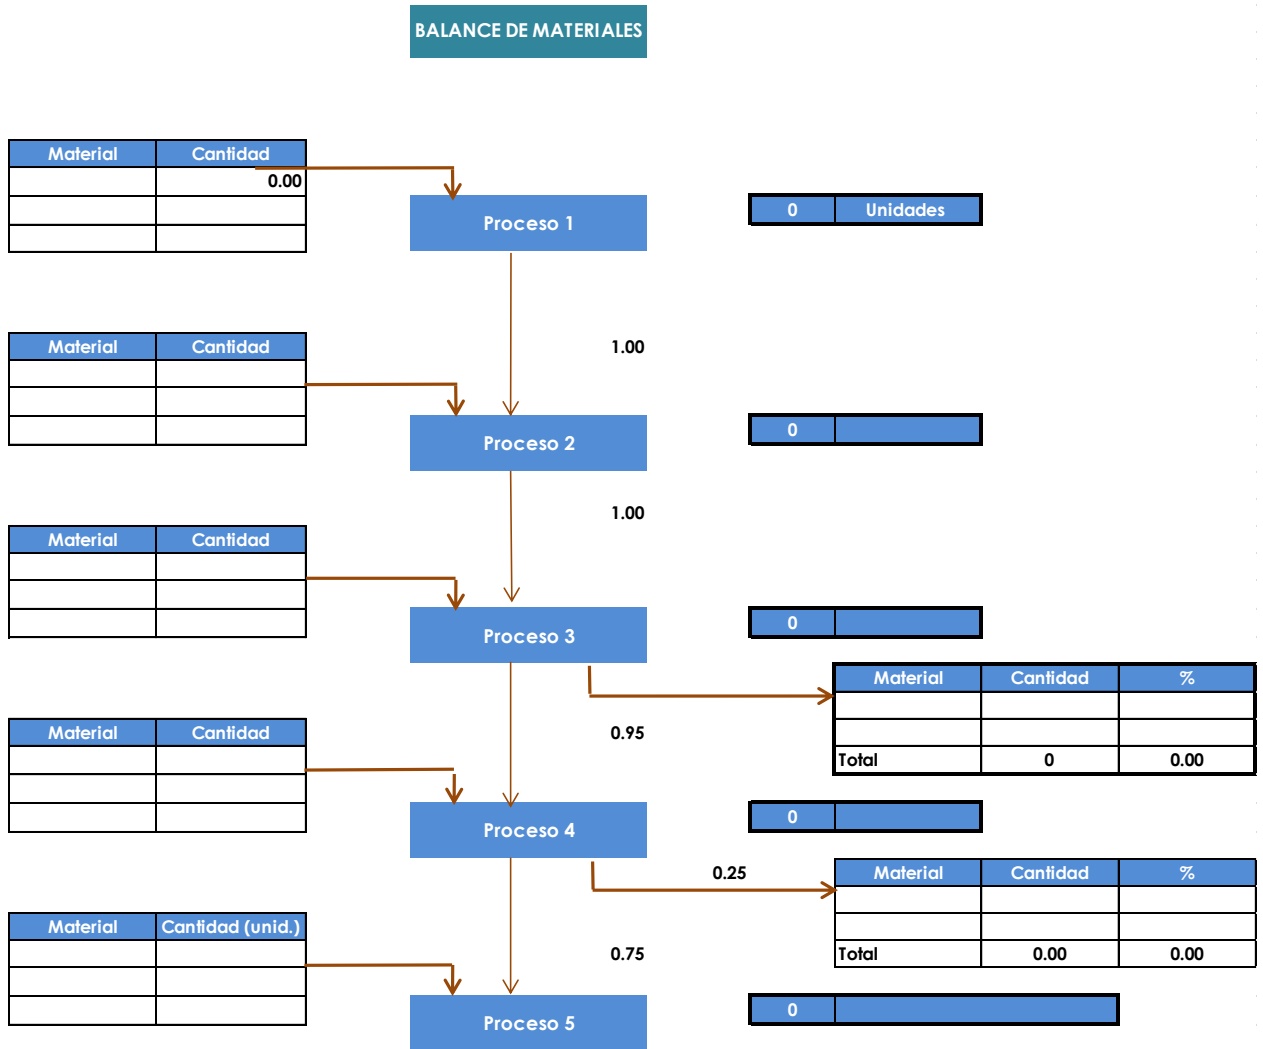 BALANCE DE MATERIALES
Material Cantidad
0.00
Proceso 1
0 Unidades
Material Cantidad
1.00
Proceso 2
0
1.00
Material Cantidad
Proceso 3
0
Material Cantidad %
Total 0 0.00
Material Cantidad
0.95
Proceso 4
0
0.25
Material Cantidad %
Total 0.00 0.00
Material Cantidad (unid.)
0.75
Proceso 5
0